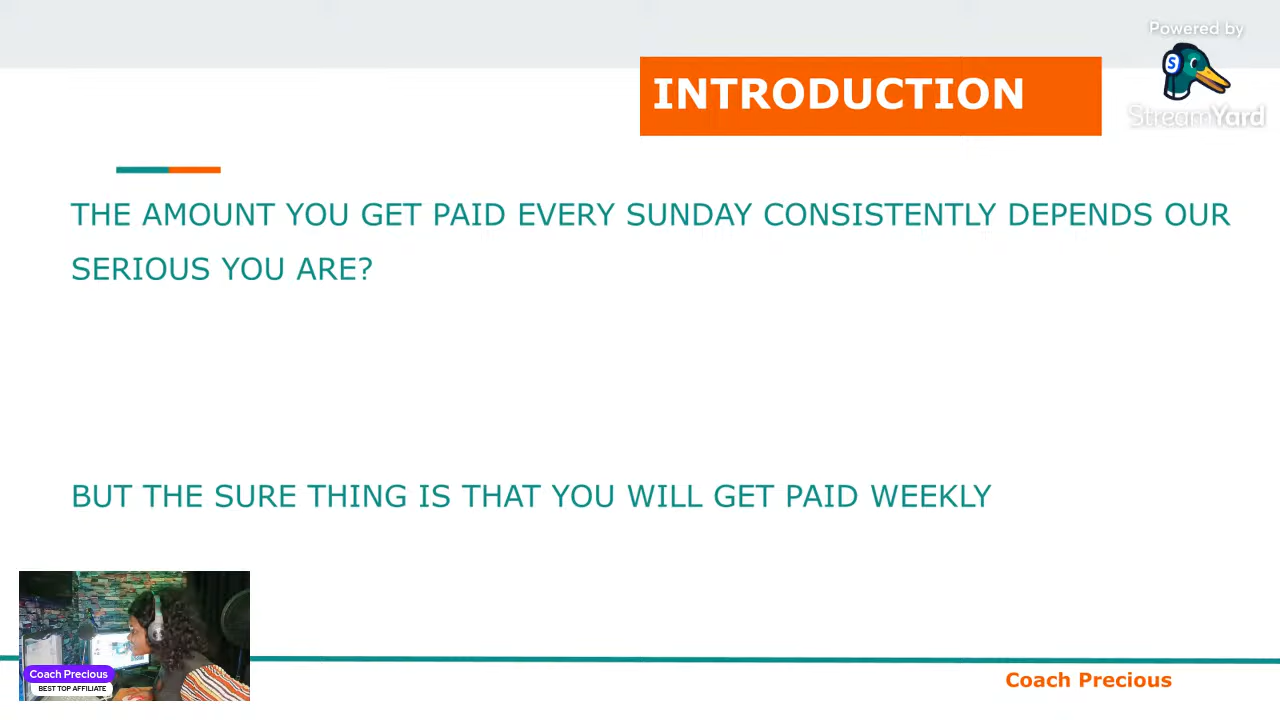 Powered by
StreamYard
INTRODUCTION
THE AMOUNT YOU GET PAID EVERY SUNDAY CONSISTENTLY DEPENDS OUR
SERIOUS YOU ARE?
BUT THE SURE THING IS THAT YOU WILL GET PAID WEEKLY
Coach Precious
BEST TOP AFFILIATE
Coach Precious